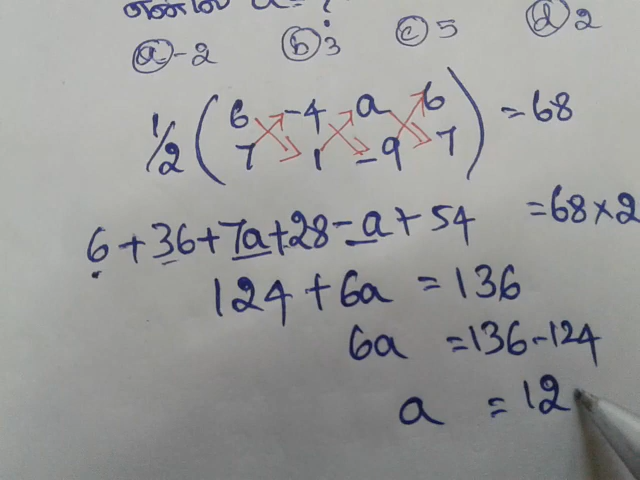 என்னில் a = ?
ⓐ -2 ⓑ 3 ⓒ 5 ⓓ 2
1/2 ( 6 -4 a 6 ) = 68
7 1 -9 7
6 + 36 + 7a + 28 - a + 54 = 68 × 2
124 + 6a = 136
6a = 136 - 124
a = 12